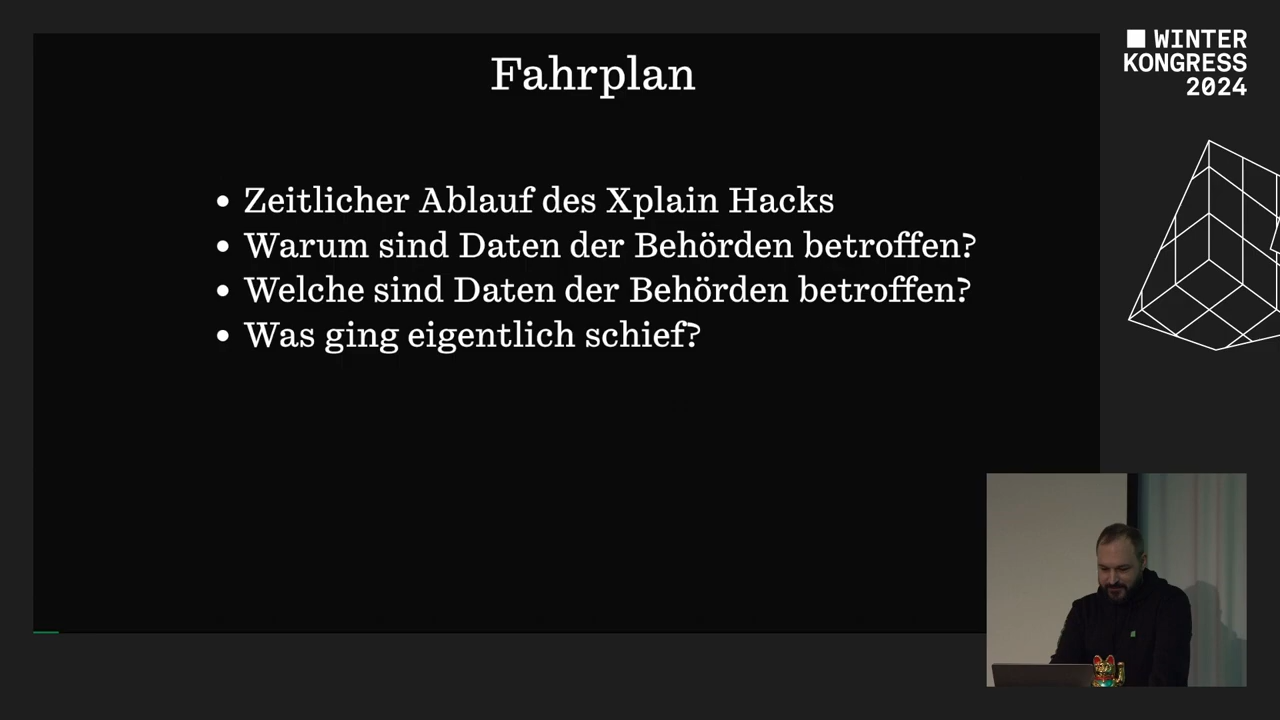 Fahrplan
WINTER
KONGRESS
2024
• Zeitlicher Ablauf des Xplain Hacks
• Warum sind Daten der Behörden betroffen?
• Welche sind Daten der Behörden betroffen?
• Was ging eigentlich schief?